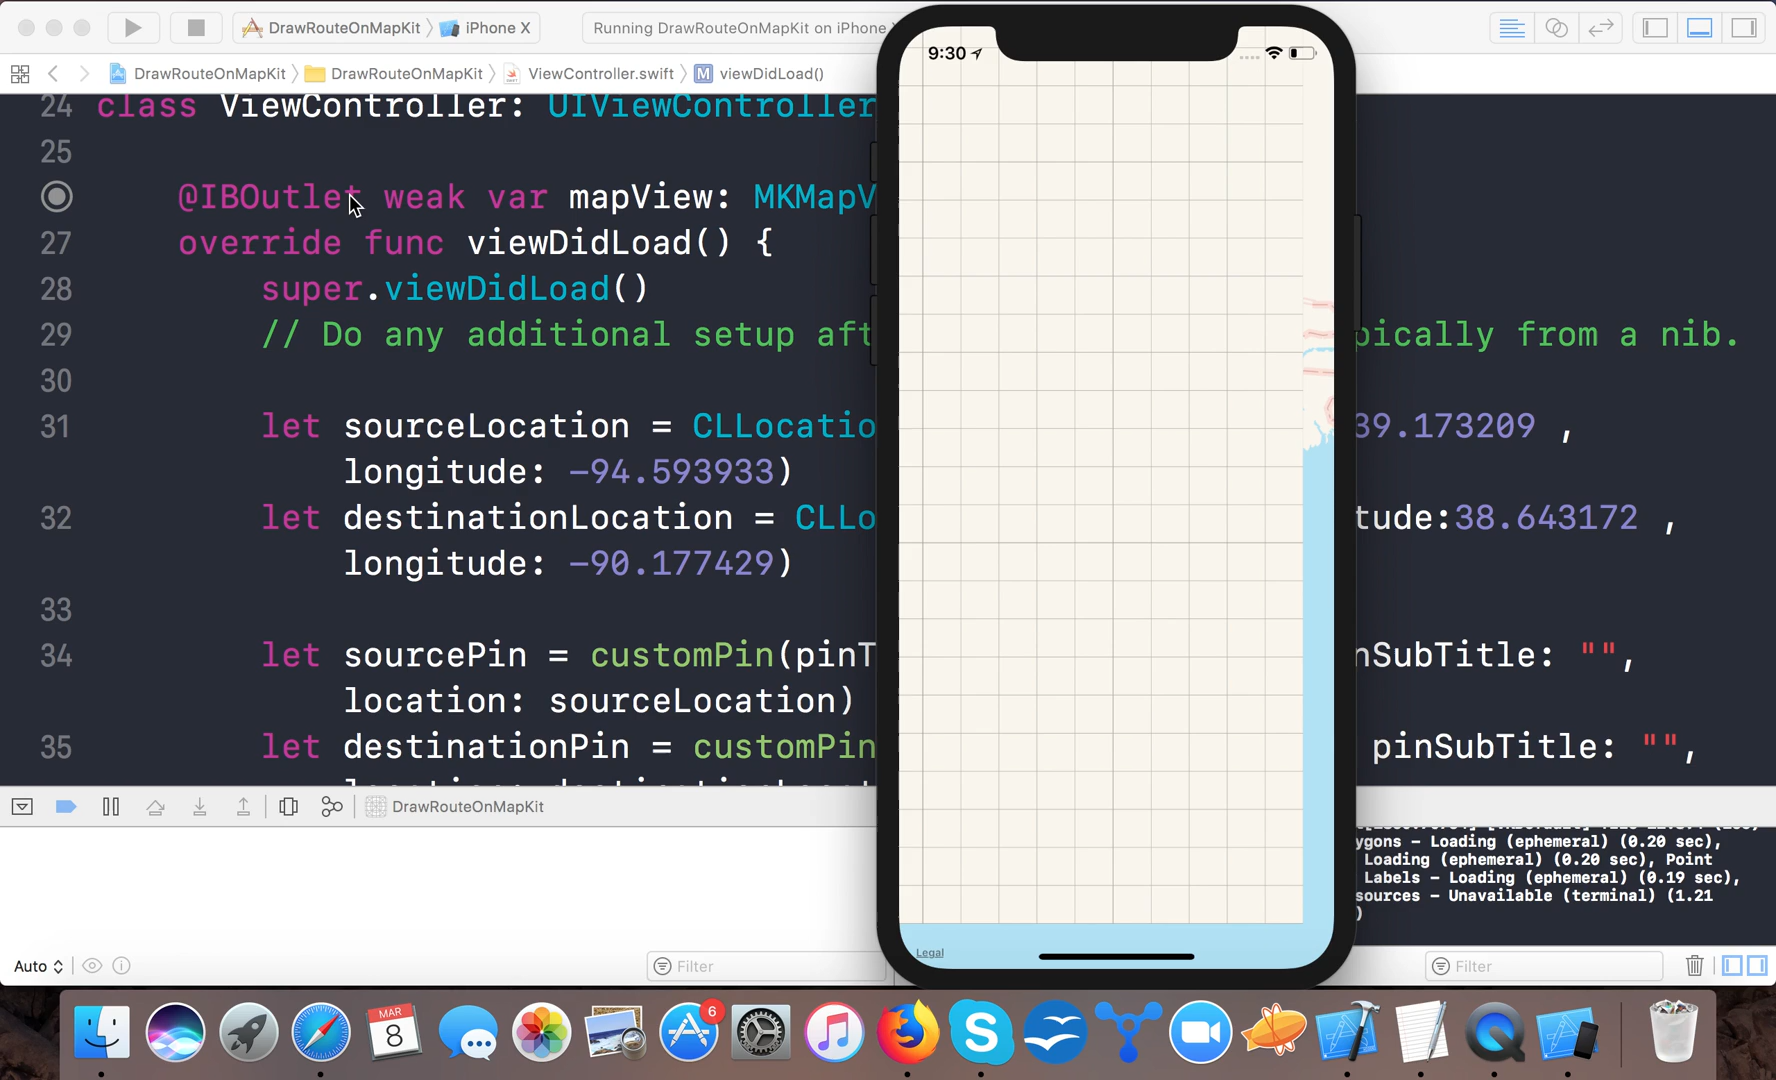 DrawRouteOnMapKit 〉 iPhone X
Running DrawRouteOnMapKit on iPhone
DrawRouteOnMapKit 〉 DrawRouteOnMapKit 〉 ViewController.swift 〉 M viewDidLoad()
9:30
24 class ViewController: UIViewController
25
@IBOutlet weak var mapView: MKMapV
27 override func viewDidLoad() {
28 super.viewDidLoad()
29 // Do any additional setup aft pically from a nib.
30
31 let sourceLocation = CLLocatio 39.173209 ,
longitude: -94.593933)
32 let destinationLocation = CLLo tude:38.643172 ,
longitude: -90.177429)
33
34 let sourcePin = customPin(pinT nSubTitle: "",
location: sourceLocation)
35 let destinationPin = customPin pinSubTitle: "",
DrawRouteOnMapKit
ygons – Loading (ephemeral) (0.20 sec),
Loading (ephemeral) (0.20 sec), Point
Labels – Loading (ephemeral) (0.19 sec),
sources – Unavailable (terminal) (1.21
)
Legal
Auto
Filter
Filter
MAR
8
6